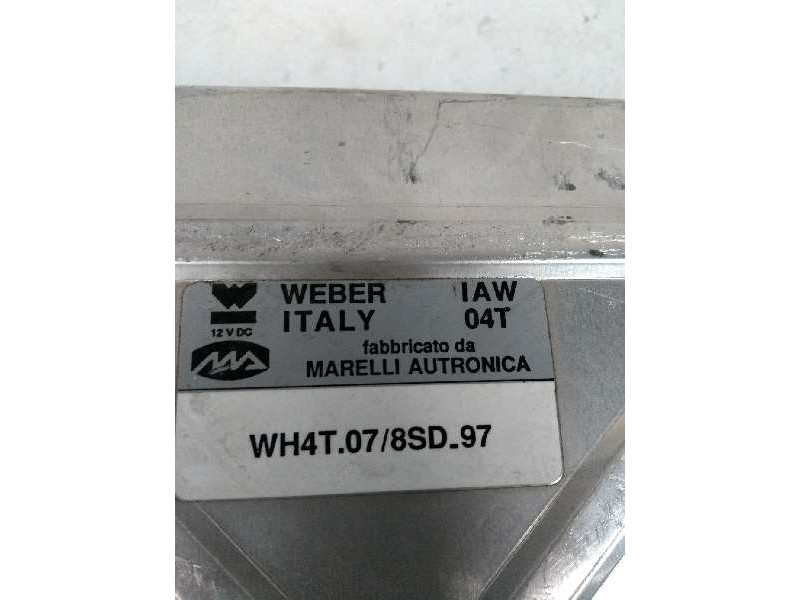 WEBER IAW
ITALY 04T
12 V DC
fabbricato da
MARELLI AUTRONICA
WH4T.07/8SD-97